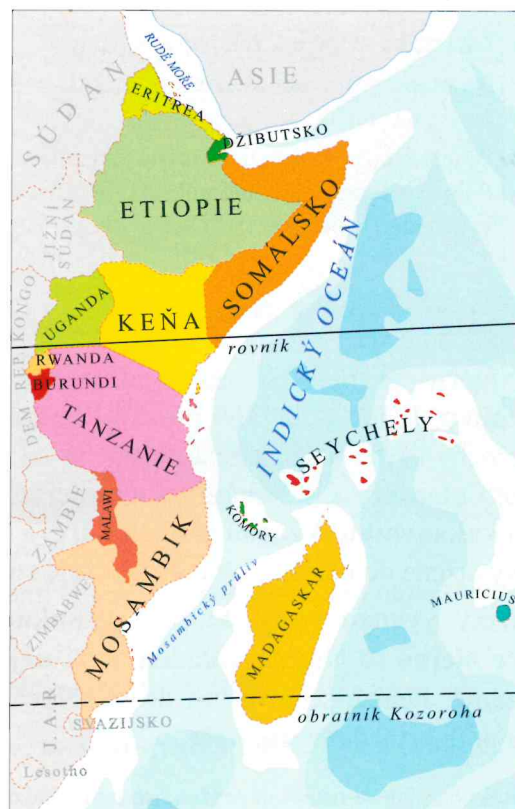 RUDÉ MOŘE
ASIE
SÚDÁN
ERITREA
DŽIBUTSKO
ETIOPIE
SOMÁLSKO
JIŽNÍ
SÚDÁN
INDICKÝ OCEÁN
UGANDA
KEŇA
DEM. REP. KONGO
rovník
RWANDA
BURUNDI
TANZANIE
SEYCHELY
MALAWI
KOMORY
ZAMBIE
MOSAMBIK
Mosambický průliv
MADAGASKAR
MAURICIUS
ZIMBABWE
J. A. R.
SVAZIJSKO
obratník Kozoroha
Lesotho